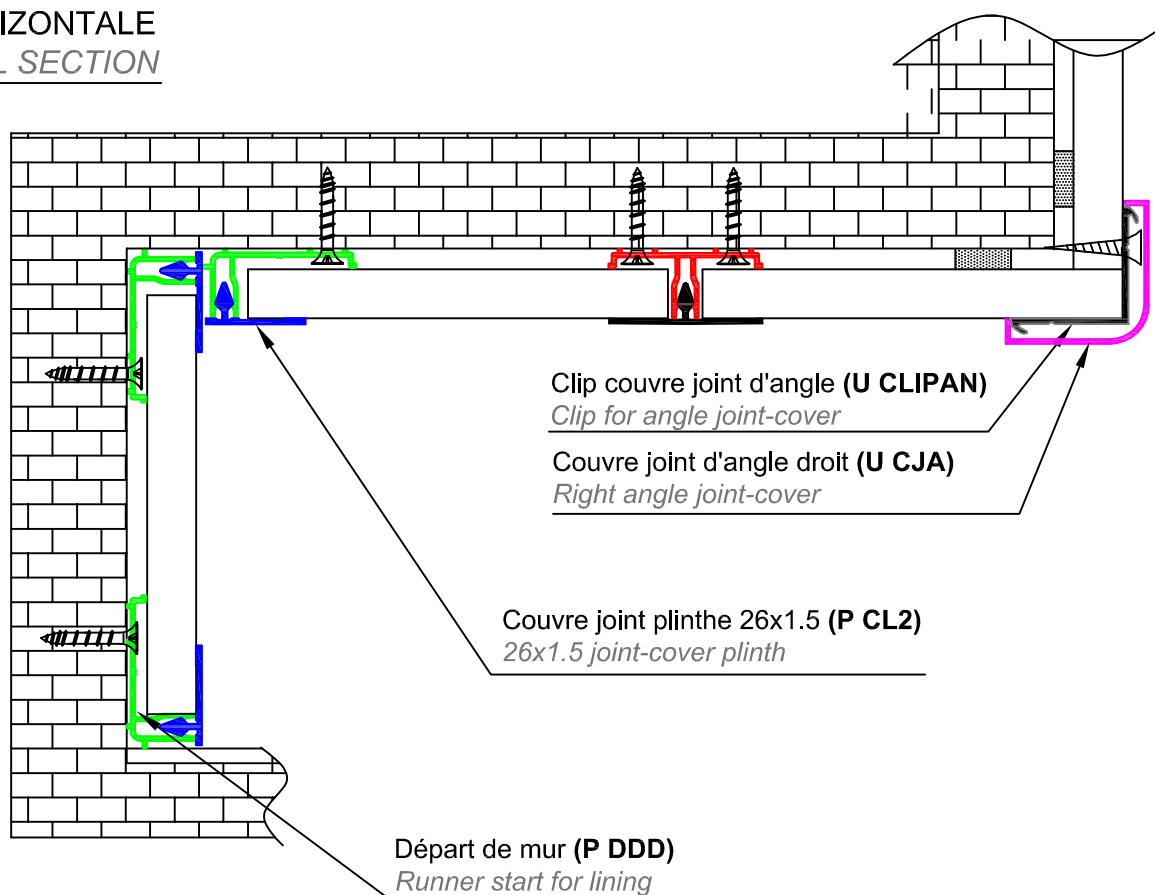 IZONTALE
L SECTION
Clip couvre joint d'angle (U CLIPAN)
Clip for angle joint-cover
Couvre joint d'angle droit (U CJA)
Right angle joint-cover
Couvre joint plinthe 26x1.5 (P CL2)
26x1.5 joint-cover plinth
Départ de mur (P DDD)
Runner start for lining